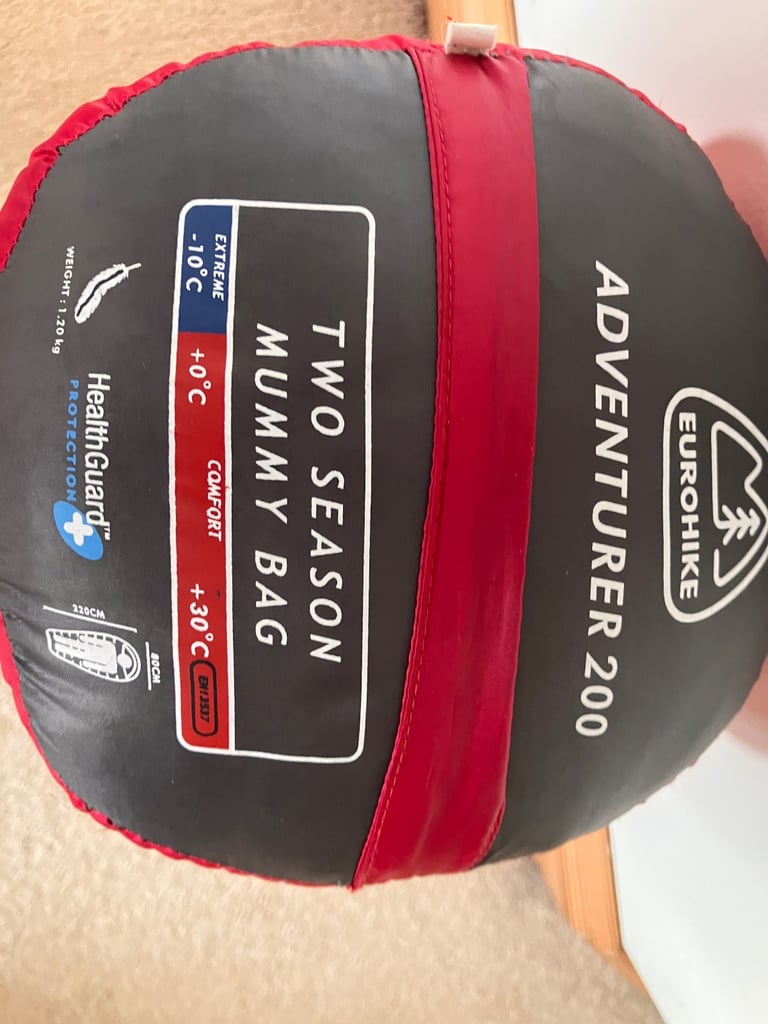 EUROHIKE
ADVENTURER 200
TWO SEASON
MUMMY BAG
EXTREME COMFORT
-10°C +0°C +30°C EN13537
HealthGuard™
PROTECTION
WEIGHT : 1.20 kg
220CM
80CM